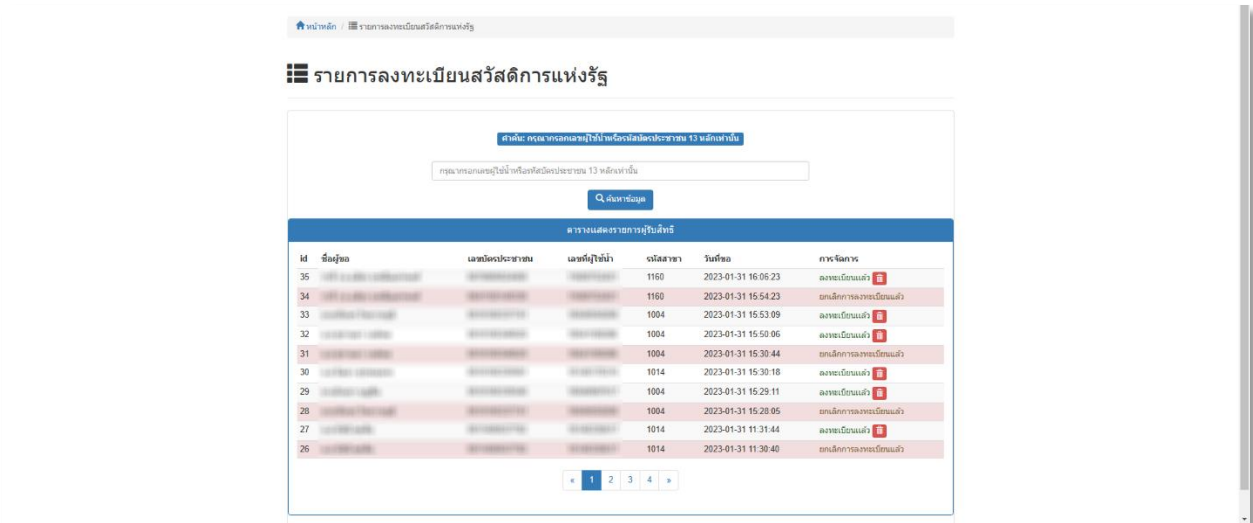 หน้าหลัก / รายการลงทะเบียนสวัสดิการแห่งรัฐ
รายการลงทะเบียนสวัสดิการแห่งรัฐ
คำค้น: กรุณากรอกเลขผู้ใช้น้ำหรือรหัสบัตรประชาชน 13 หลักเท่านั้น
กรุณากรอกเลขผู้ใช้น้ำหรือรหัสบัตรประชาชน 13 หลักเท่านั้น
ค้นหาข้อมูล
ตารางแสดงรายการผู้รับสิทธิ
id ชื่อผู้ขอ เลขบัตรประชาชน เลขที่ผู้ใช้น้ำ รหัสสาขา วันที่ขอ การจัดการ
35 1160 2023-01-31 16:06:23 ลงทะเบียนแล้ว
34 1160 2023-01-31 15:54:23 ยกเลิกการลงทะเบียนแล้ว
33 1004 2023-01-31 15:53:09 ลงทะเบียนแล้ว
32 1004 2023-01-31 15:50:06 ลงทะเบียนแล้ว
31 1004 2023-01-31 15:30:44 ยกเลิกการลงทะเบียนแล้ว
30 1014 2023-01-31 15:30:18 ลงทะเบียนแล้ว
29 1004 2023-01-31 15:29:11 ลงทะเบียนแล้ว
28 1004 2023-01-31 15:28:05 ยกเลิกการลงทะเบียนแล้ว
27 1014 2023-01-31 11:31:44 ลงทะเบียนแล้ว
26 1014 2023-01-31 11:30:40 ยกเลิกการลงทะเบียนแล้ว
« 1 2 3 4 »